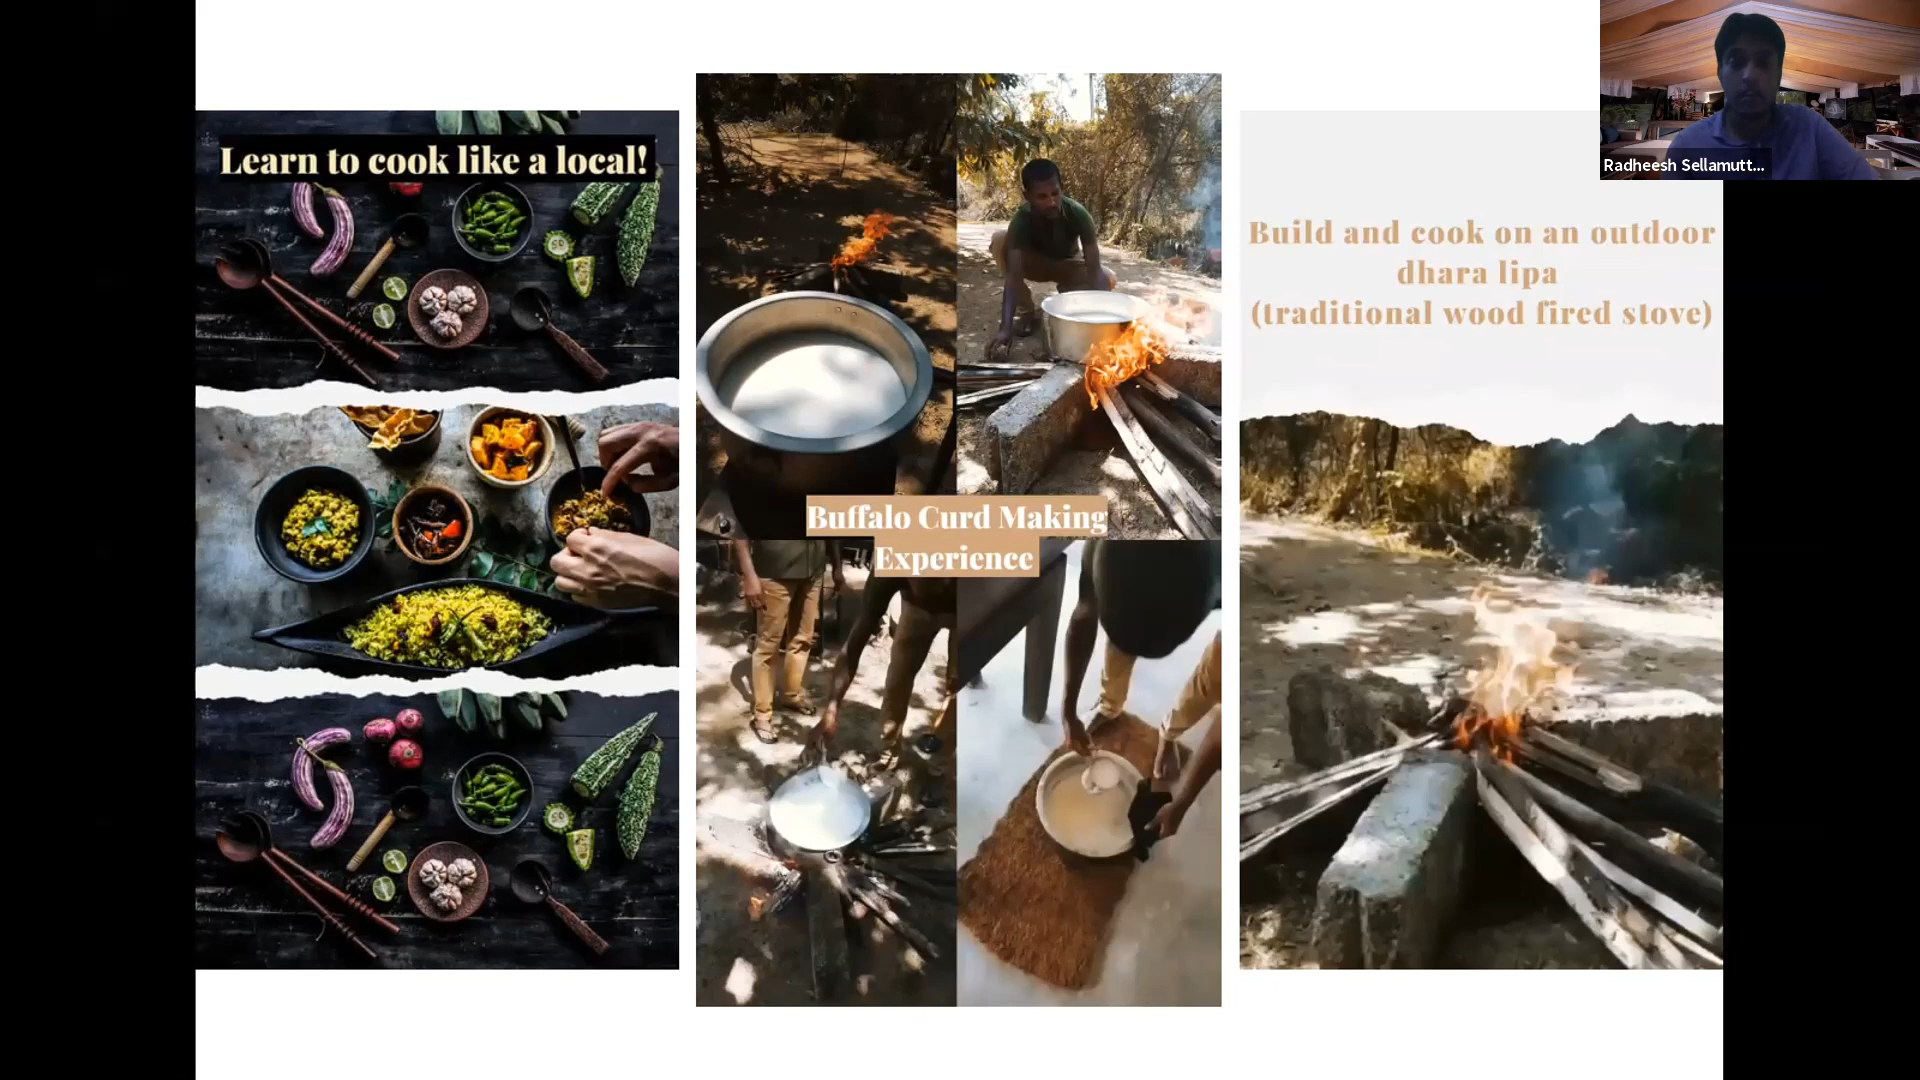 Learn to cook like a local!
Buffalo Curd Making
Experience
Build and cook on an outdoor
dhara lipa
(traditional wood fired stove)
Radheesh Sellamutt...